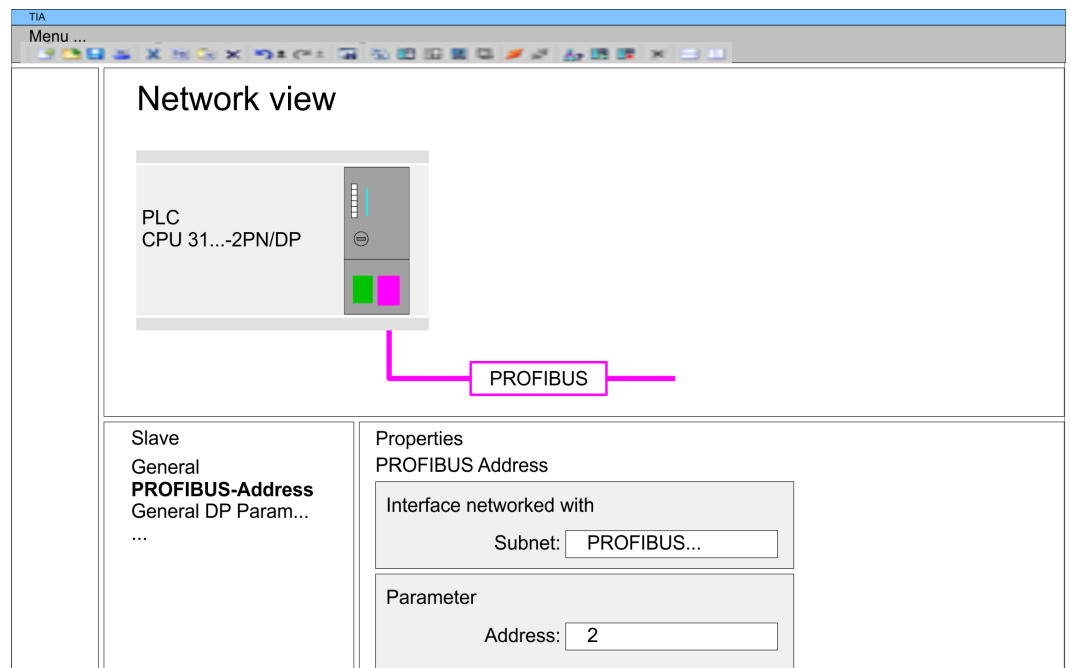 TIA
Menu ...
Network view
PLC
CPU 31...-2PN/DP
PROFIBUS
Slave
General
PROFIBUS-Address
General DP Param...
...
Properties
PROFIBUS Address
Interface networked with
Subnet: PROFIBUS...
Parameter
Address: 2